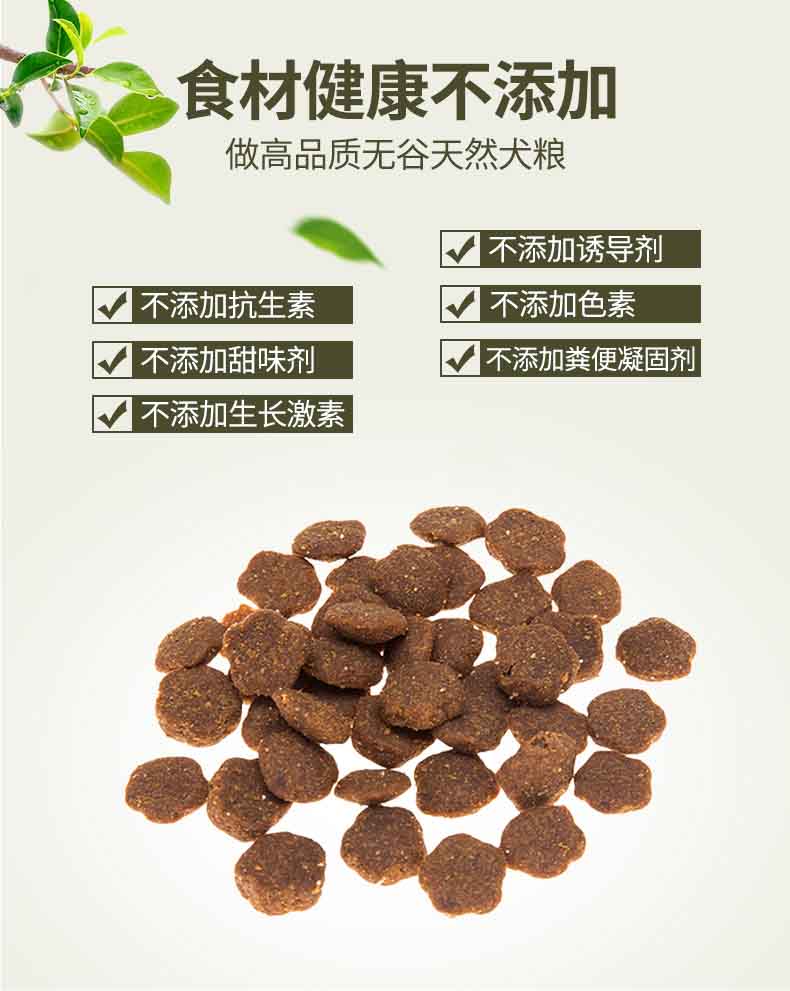 食材健康不添加
做高品质无谷天然犬粮
不添加抗生素
不添加甜味剂
不添加生长激素
不添加诱导剂
不添加色素
不添加粪便凝固剂